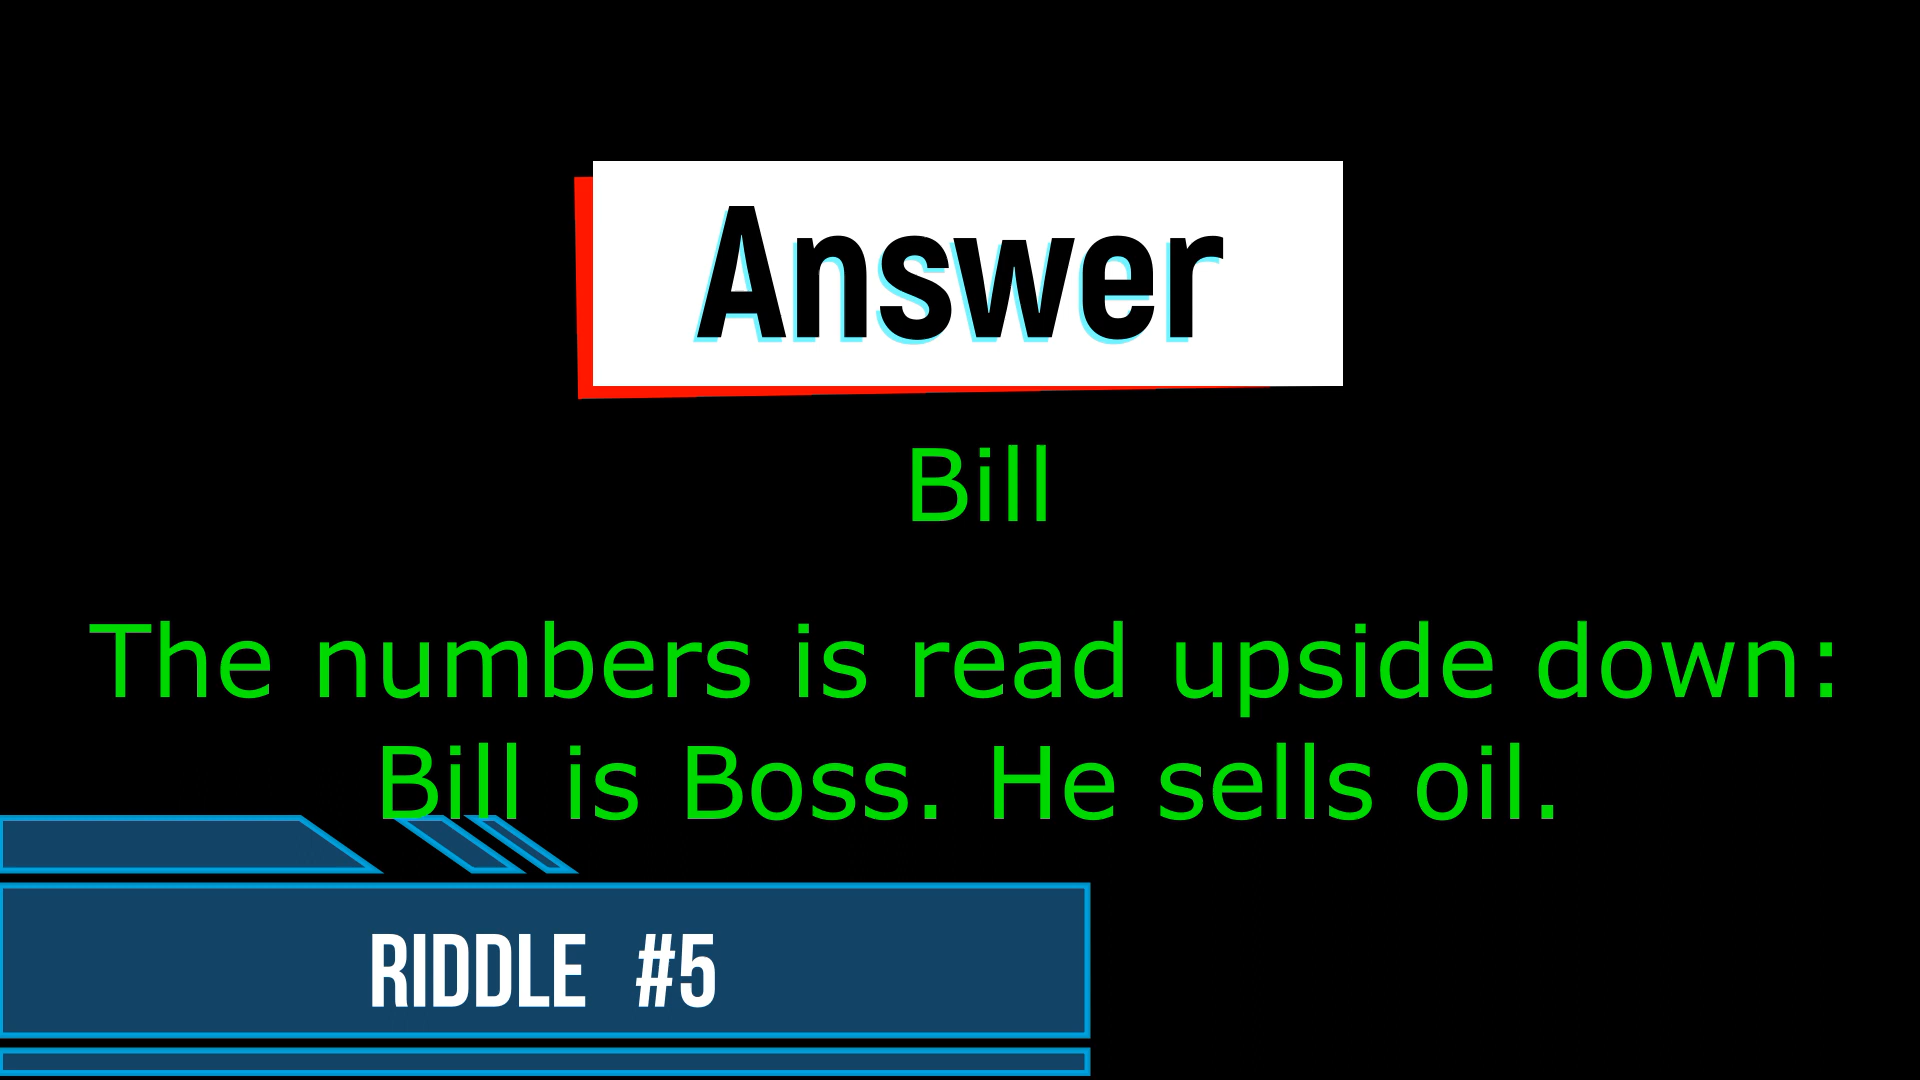 Answer
Bill
The numbers is read upside down:
Bill is Boss. He sells oil.
RIDDLE #5